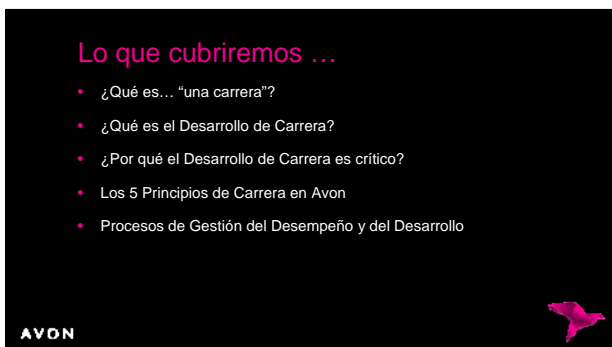 Lo que cubriremos …
• ¿Qué es… “una carrera”?
• ¿Qué es el Desarrollo de Carrera?
• ¿Por qué el Desarrollo de Carrera es crítico?
• Los 5 Principios de Carrera en Avon
• Procesos de Gestión del Desempeño y del Desarrollo
AVON